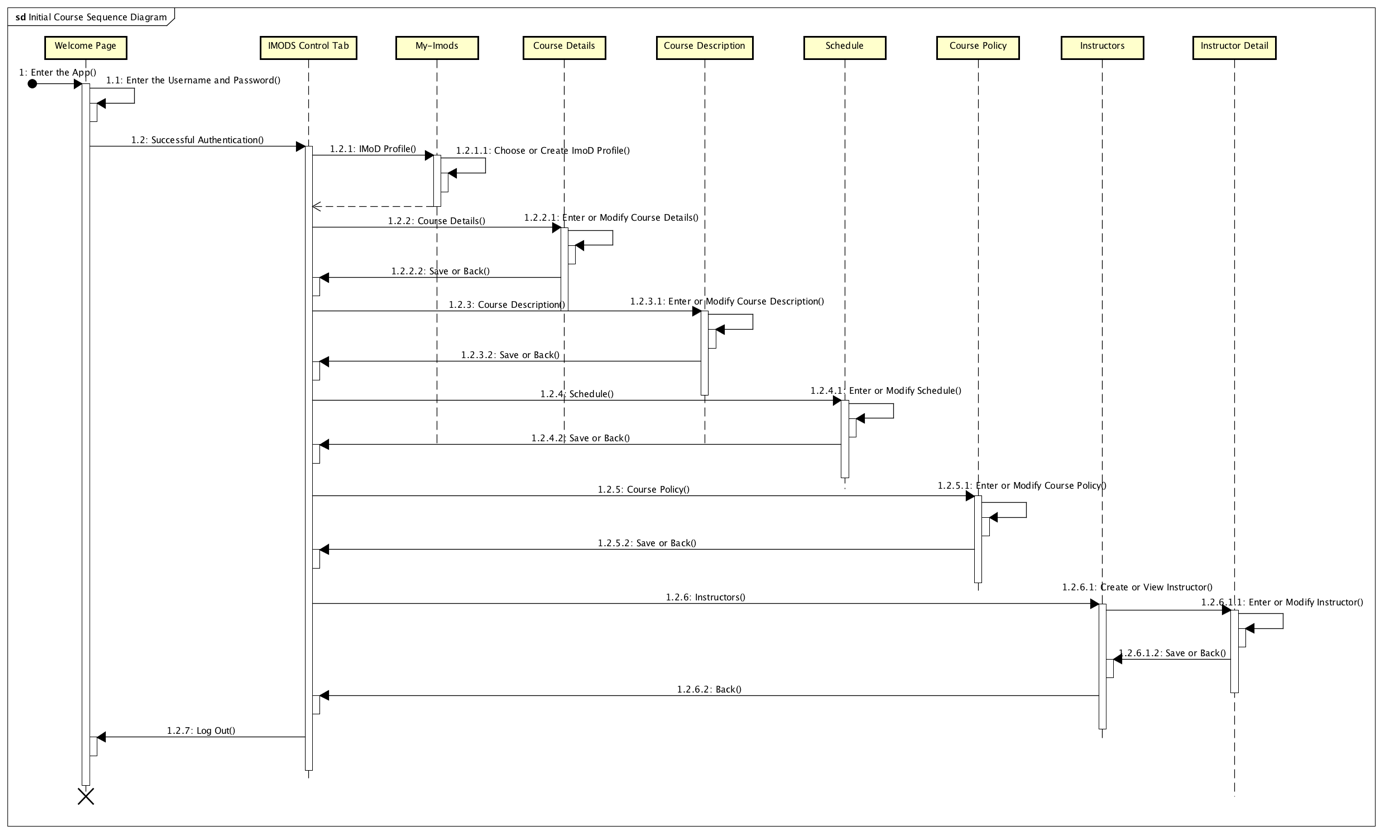 sd Initial Course Sequence Diagram
Welcome Page
IMODS Control Tab
My-Imods
Course Details
Course Description
Schedule
Course Policy
Instructors
Instructor Detail
1: Enter the App()
1.1: Enter the Username and Password()
1.2: Successful Authentication()
1.2.1: IMoD Profile()
1.2.1.1: Choose or Create ImoD Profile()
1.2.2: Course Details()
1.2.2.1: Enter or Modify Course Details()
1.2.2.2: Save or Back()
1.2.3: Course Description()
1.2.3.1: Enter or Modify Course Description()
1.2.3.2: Save or Back()
1.2.4: Schedule()
1.2.4.1: Enter or Modify Schedule()
1.2.4.2: Save or Back()
1.2.5: Course Policy()
1.2.5.1: Enter or Modify Course Policy()
1.2.5.2: Save or Back()
1.2.6: Instructors()
1.2.6.1: Create or View Instructor()
1.2.6.1.1: Enter or Modify Instructor()
1.2.6.1.2: Save or Back()
1.2.6.2: Back()
1.2.7: Log Out()